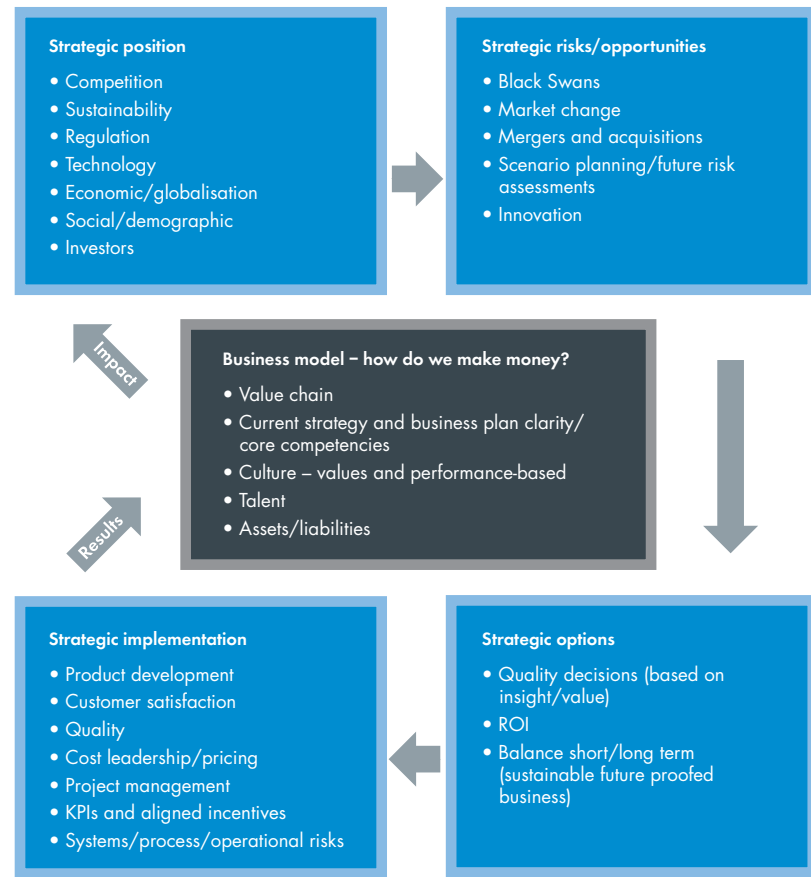 Strategic position
• Competition
• Sustainability
• Regulation
• Technology
• Economic/globalisation
• Social/demographic
• Investors
Strategic risks/opportunities
• Black Swans
• Market change
• Mergers and acquisitions
• Scenario planning/future risk
assessments
• Innovation
Impact
Business model – how do we make money?
• Value chain
• Current strategy and business plan clarity/
core competencies
• Culture – values and performance-based
• Talent
• Assets/liabilities
Results
Strategic implementation
• Product development
• Customer satisfaction
• Quality
• Cost leadership/pricing
• Project management
• KPIs and aligned incentives
• Systems/process/operational risks
Strategic options
• Quality decisions (based on
insight/value)
• ROI
• Balance short/long term
(sustainable future proofed
business)